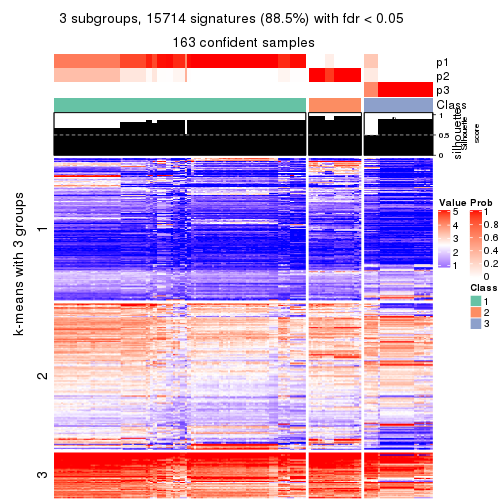 3 subgroups, 15714 signatures (88.5%) with fdr < 0.05
163 confident samples
p1
p2
p3
Class
1
0.5
0
silhouette
Silhouette
score
k-means with 3 groups
1
2
3
Value
5
4
3
2
1
Prob
1
0.8
0.6
0.4
0.2
0
Class
1
2
3